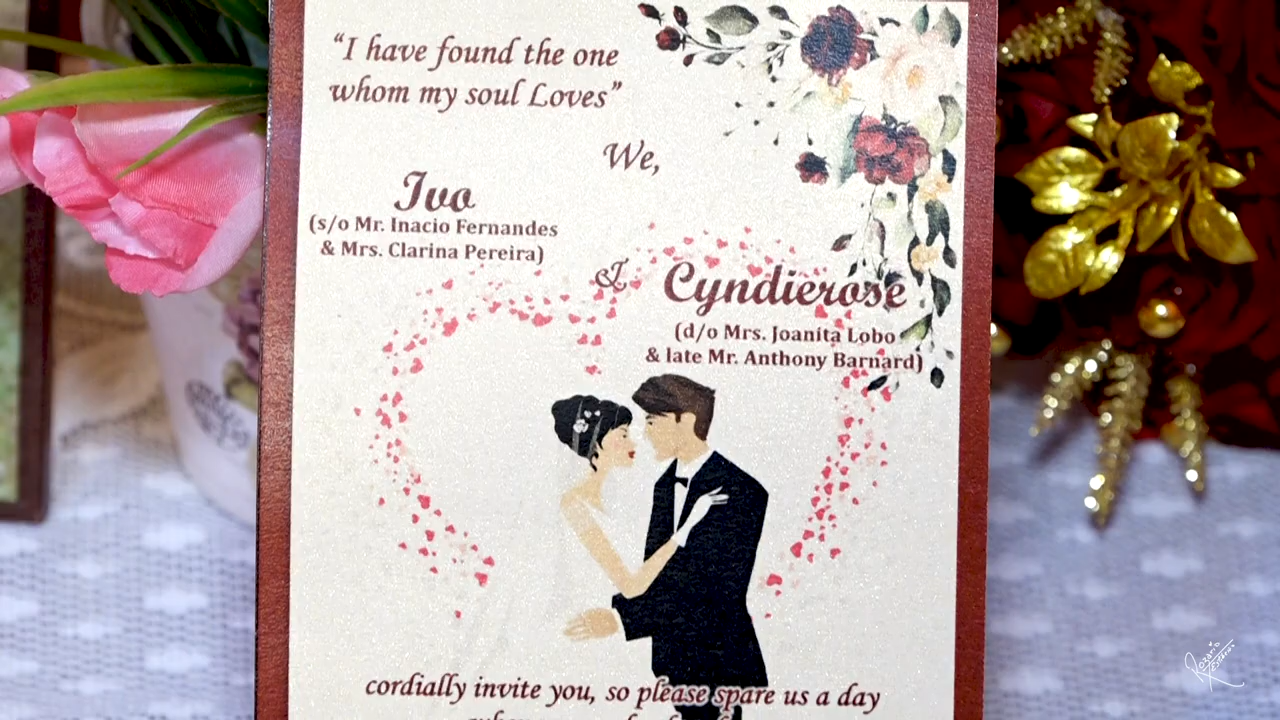 “I have found the one
whom my soul Loves”
We,
Ivo
(s/o Mr. Inacio Fernandes
& Mrs. Clarina Pereira)
&
Cyndierose
(d/o Mrs. Joanita Lobo
& late Mr. Anthony Barnard)
cordially invite you, so please spare us a day
Rozario